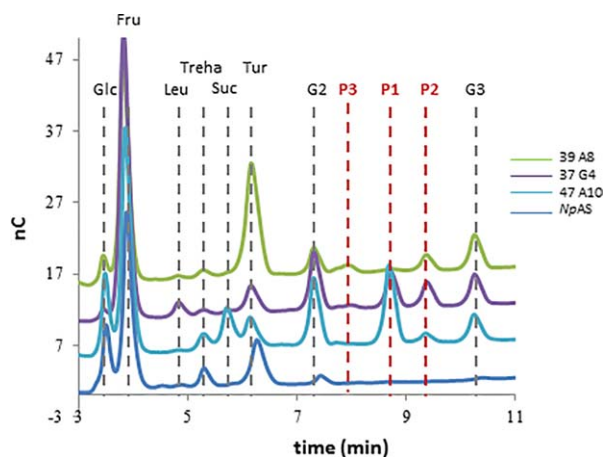 Fru
47
Treha
Glc Leu Suc Tur G2 P3 P1 P2 G3
37
39 A8
37 G4
47 A10
NpAS
27
nC
17
7
-3
3 5 7 9 11
time (min)